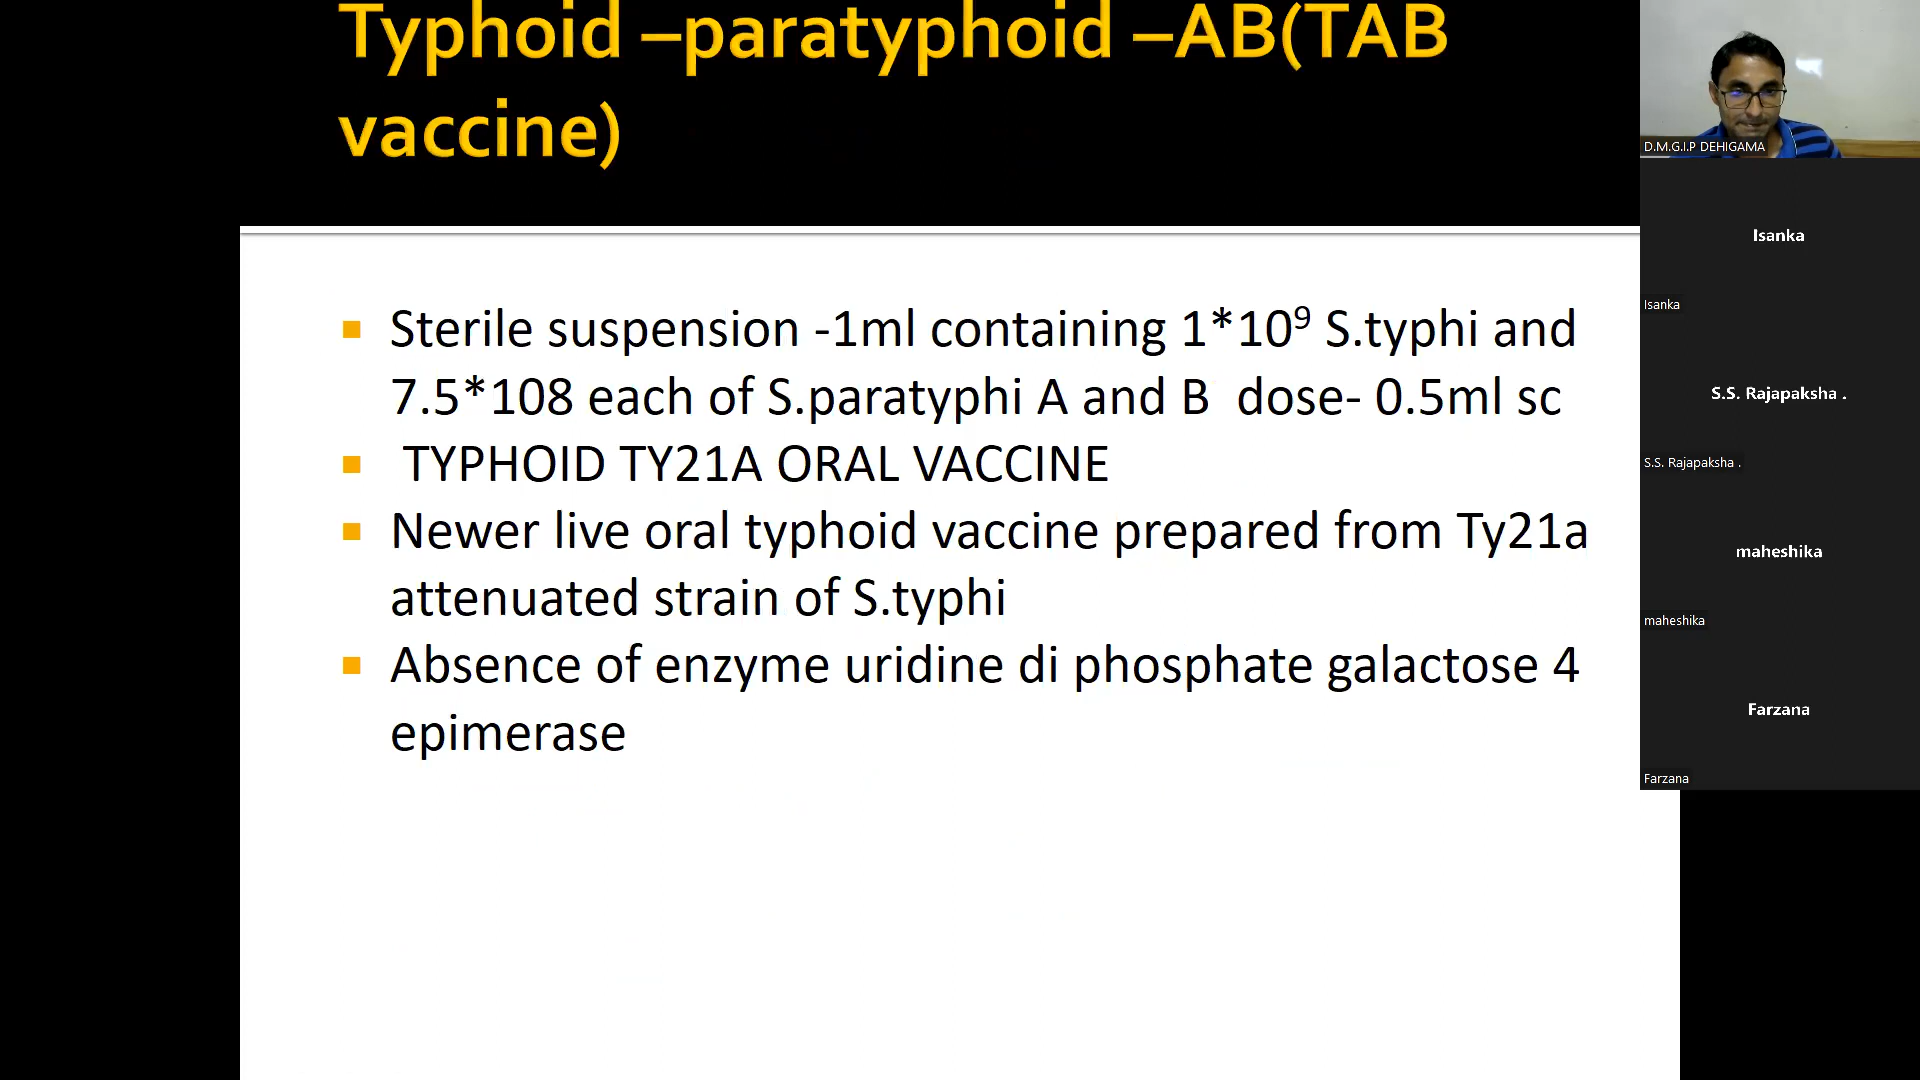 Typhoid –paratyphoid –AB(TAB
vaccine)
Sterile suspension -1ml containing 1*10⁹ S.typhi and
7.5*108 each of S.paratyphi A and B dose- 0.5ml sc
TYPHOID TY21A ORAL VACCINE
Newer live oral typhoid vaccine prepared from Ty21a
attenuated strain of S.typhi
Absence of enzyme uridine di phosphate galactose 4
epimerase
D.M.G.I.P DEHIGAMA
Isanka
Isanka
S.S. Rajapaksha .
S.S. Rajapaksha .
maheshika
maheshika
Farzana
Farzana